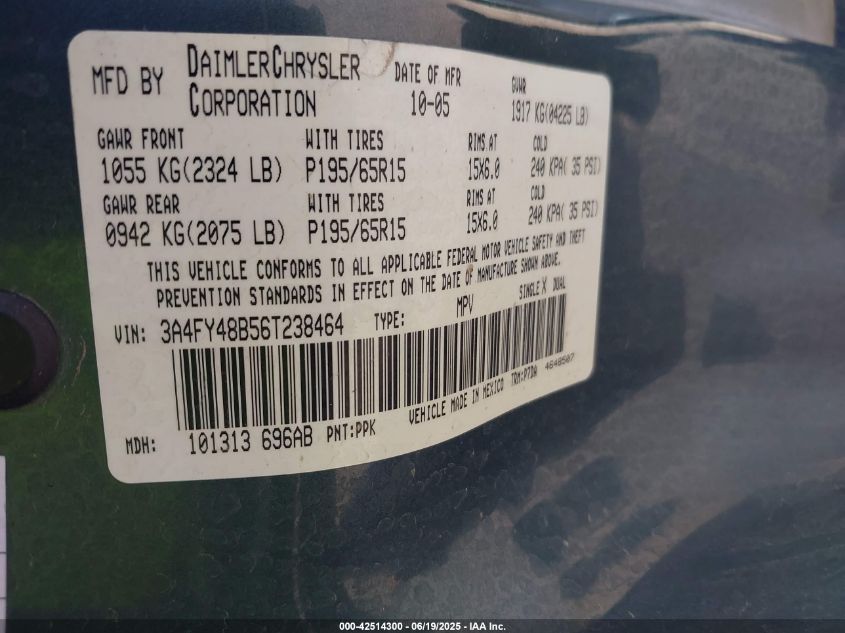 MFD BY DAIMLERCHRYSLER CORPORATION DATE OF MFR 10-05 GVWR 1917 KG(04225 LB)
GAWR FRONT WITH TIRES RIMS AT COLD
1055 KG(2324 LB) P195/65R15 15X6.0 240 KPA( 35 PSI)
GAWR REAR WITH TIRES RIMS AT COLD
0942 KG(2075 LB) P195/65R15 15X6.0 240 KPA( 35 PSI)
THIS VEHICLE CONFORMS TO ALL APPLICABLE FEDERAL MOTOR VEHICLE SAFETY AND THEFT
PREVENTION STANDARDS IN EFFECT ON THE DATE OF MANUFACTURE SHOWN ABOVE.
VIN: 3A4FY48B56T238464 TYPE: MPV SINGLE X DUAL
MDH: 101313 696AB PNT:PPK VEHICLE MADE IN MEXICO TRM:P7DA 4648507
000-42514300 - 06/19/2025 - IAA Inc.